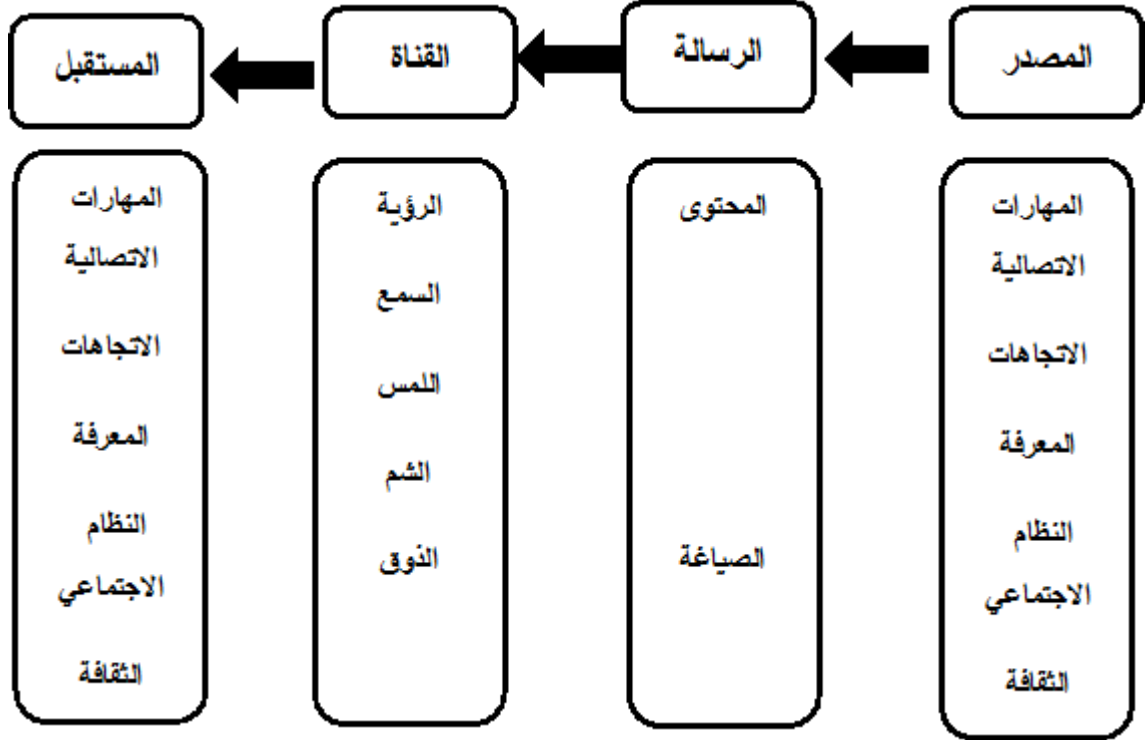 المصدر
الرسالة
القناة
المستقبل
المهارات
الاتصالية
الاتجاهات
المعرفة
النظام
الاجتماعي
الثقافة
المحتوى
الصياغة
الرؤية
السمع
اللمس
الشم
الذوق
المهارات
الاتصالية
الاتجاهات
المعرفة
النظام
الاجتماعي
الثقافة